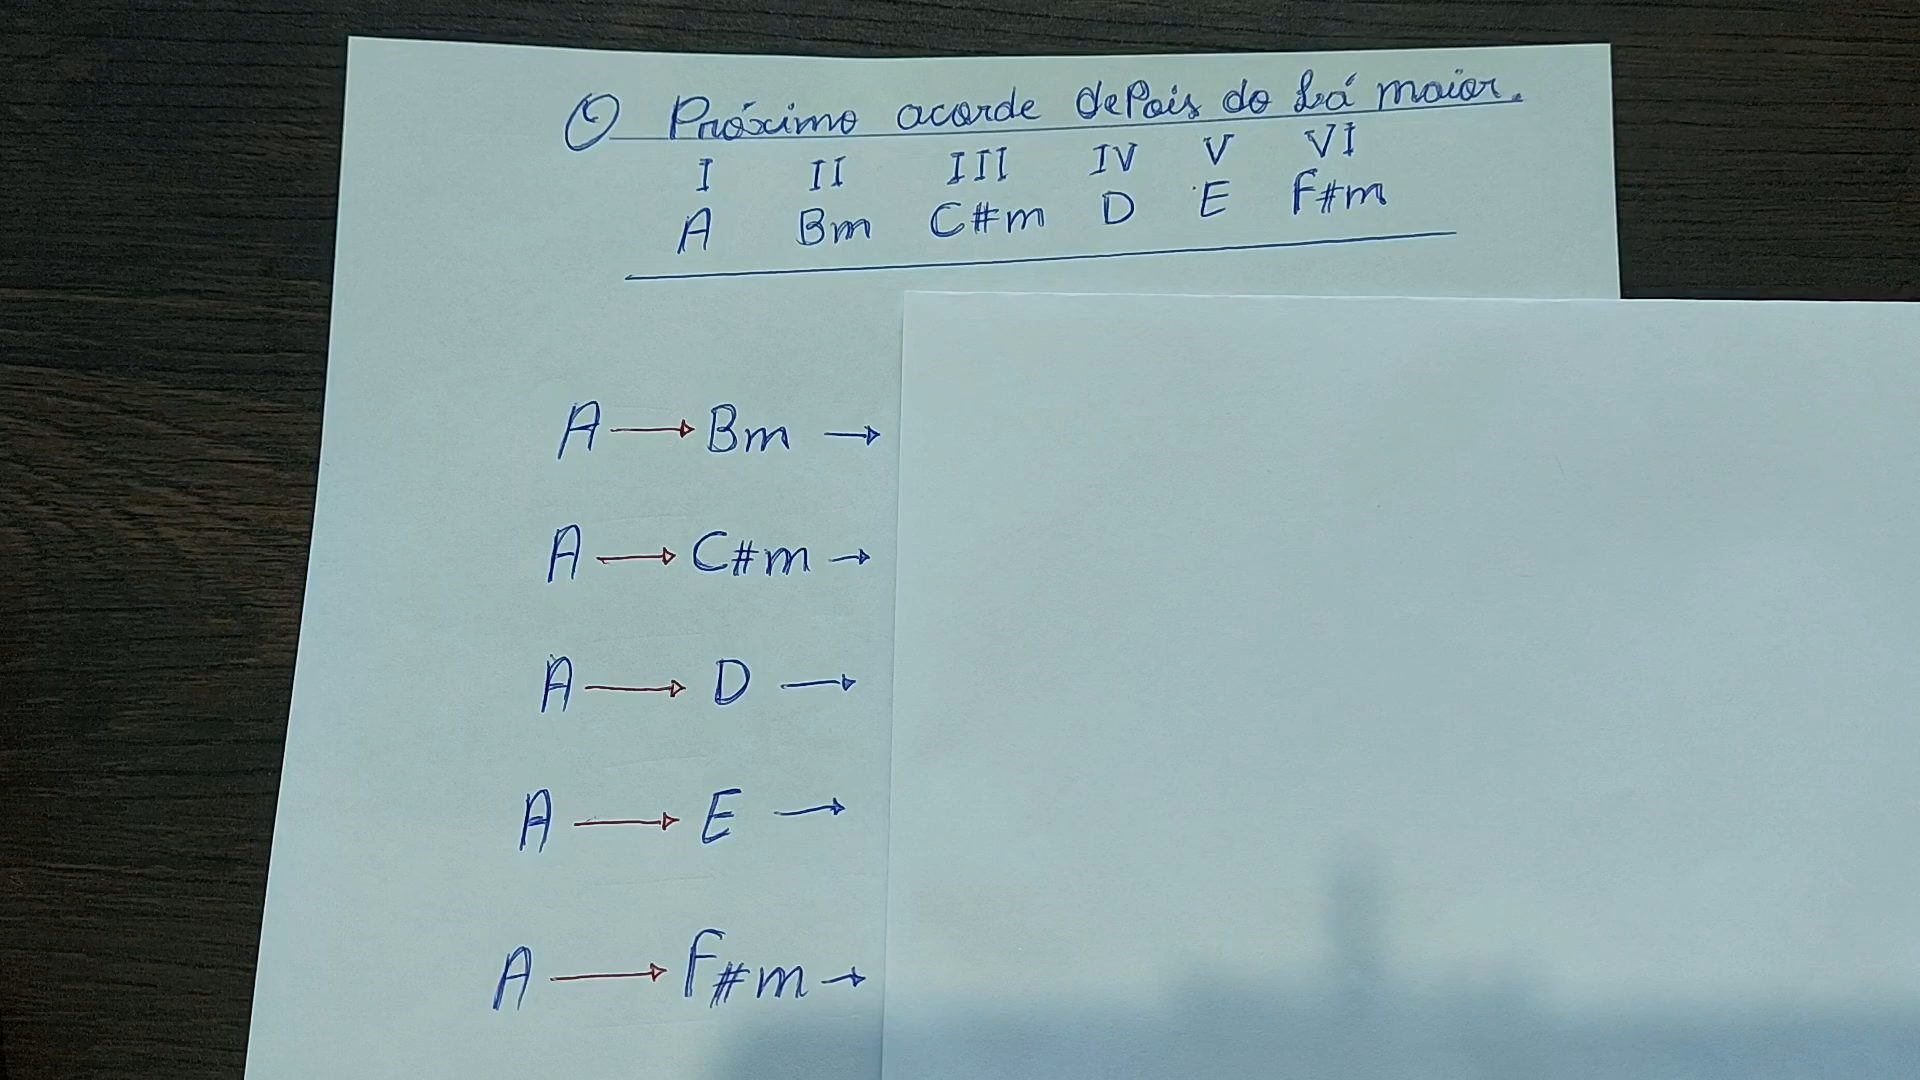 O Próximo acorde dePois do Lá maior.
I II III IV V VI
A Bm C#m D E F#m
A → Bm →
A → C#m →
A → D →
A → E →
A → F#m →